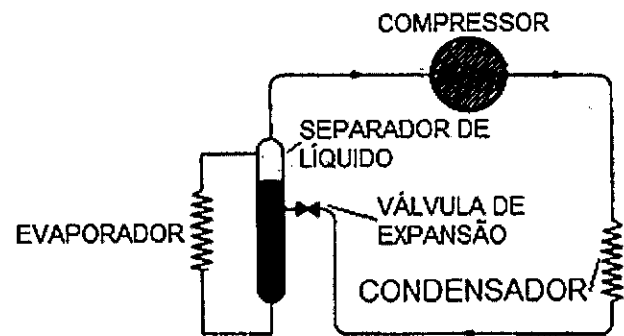 COMPRESSOR
SEPARADOR DE
LÍQUIDO
EVAPORADOR
VÁLVULA DE
EXPANSÃO
CONDENSADOR